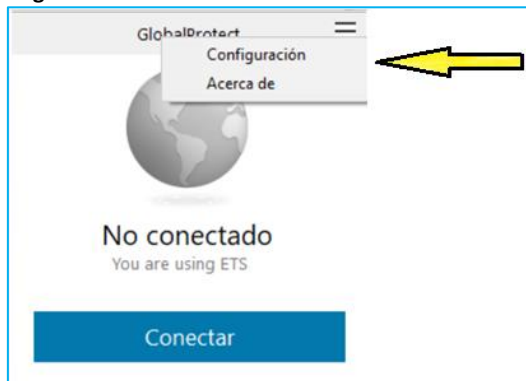 GlobalProtect
Configuración
Acerca de
No conectado
You are using ETS
Conectar